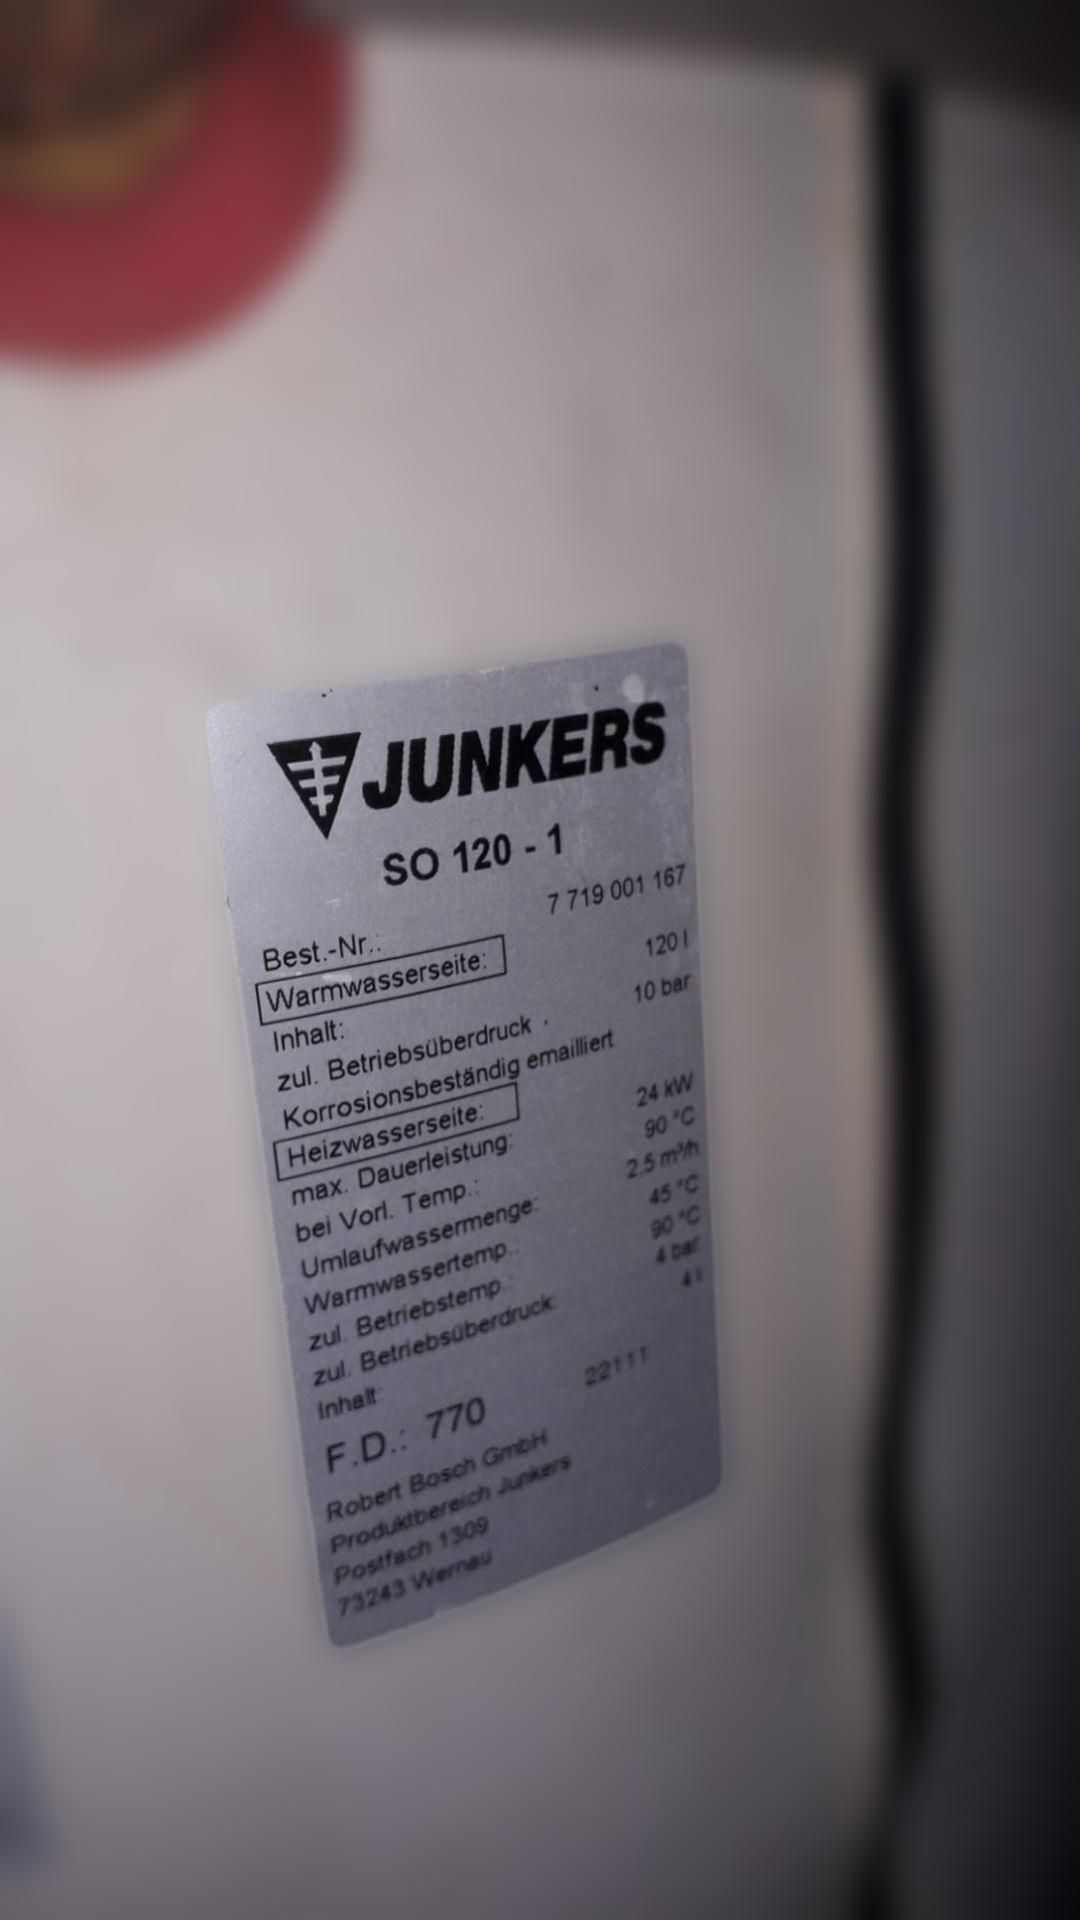 JUNKERS
SO 120 - 1
Best.-Nr.: 7 719 001 167
Warmwasserseite:
Inhalt: 120 l
zul. Betriebsüberdruck . 10 bar
Korrosionsbeständig emailliert
Heizwasserseite:
max. Dauerleistung: 24 kW
bei Vorl. Temp.: 90 °C
Umlaufwassermenge: 2.5 m³/h
Warmwassertemp.: 45 °C
zul. Betriebstemp.: 90 °C
zul. Betriebsüberdruck: 4 bar
Inhalt: 4 l
F.D.: 770 22111
Robert Bosch GmbH
Produktbereich Junkers
Postfach 1309
73243 Wernau